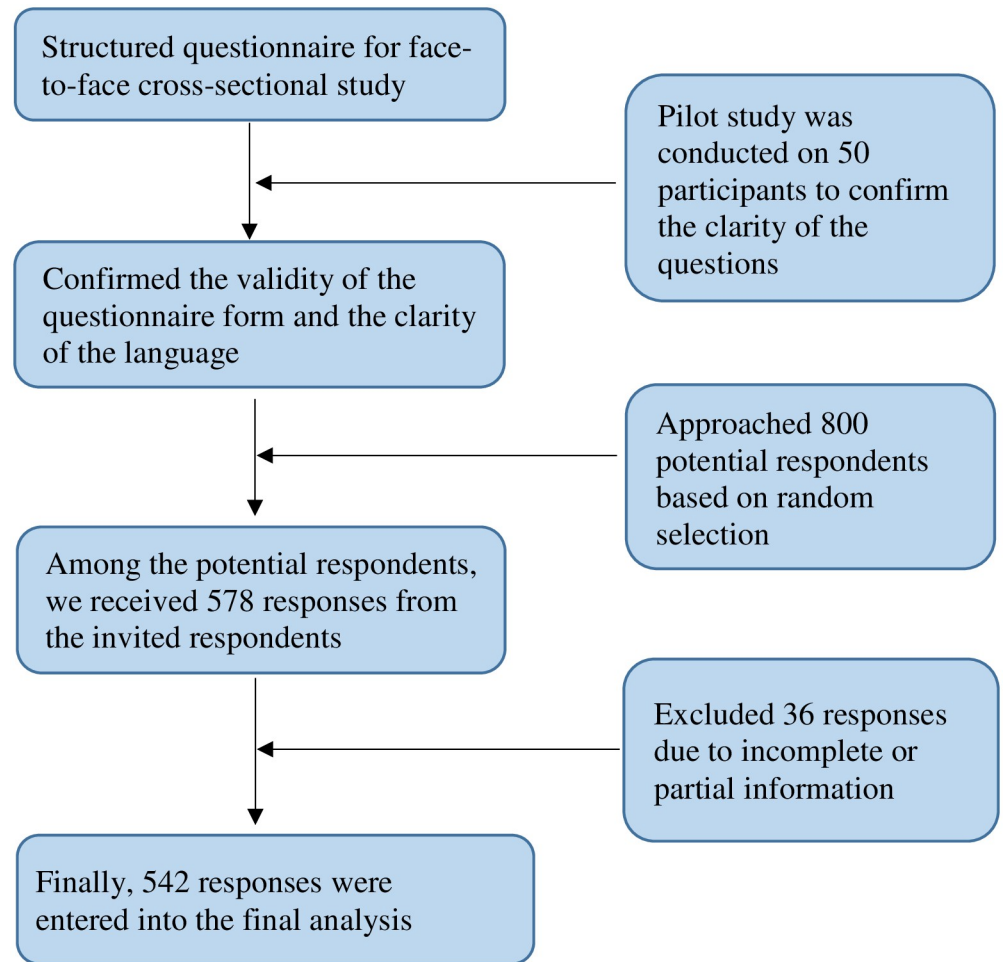 Structured questionnaire for face-
to-face cross-sectional study
Pilot study was
conducted on 50
participants to confirm
the clarity of the
questions
Confirmed the validity of the
questionnaire form and the clarity
of the language
Approached 800
potential respondents
based on random
selection
Among the potential respondents,
we received 578 responses from
the invited respondents
Excluded 36 responses
due to incomplete or
partial information
Finally, 542 responses were
entered into the final analysis